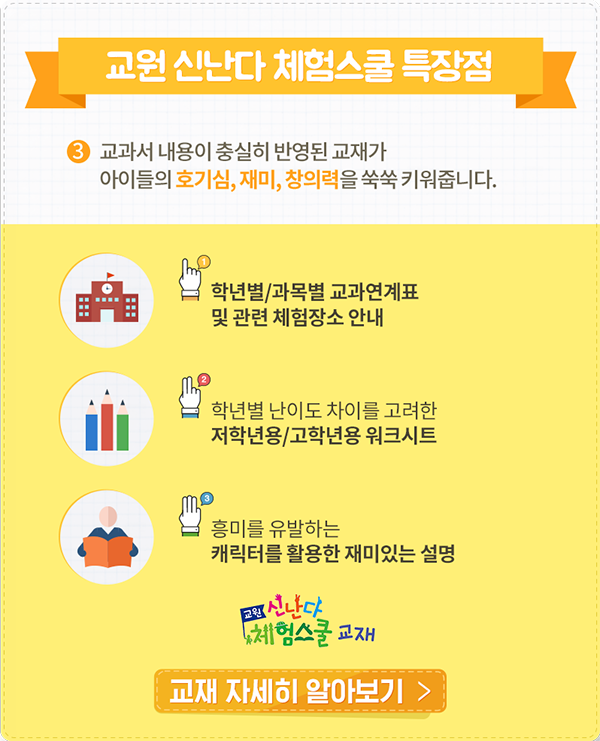 교원 신난다 체험스쿨 특장점
3 교과서 내용이 충실히 반영된 교재가
아이들의 호기심, 재미, 창의력을 쑥쑥 키워줍니다.
1
학년별/과목별 교과연계표
및 관련 체험장소 안내
2
학년별 난이도 차이를 고려한
저학년용/고학년용 워크시트
3
흥미를 유발하는
캐릭터를 활용한 재미있는 설명
교원 신난다
체험스쿨 교재
교재 자세히 알아보기 >